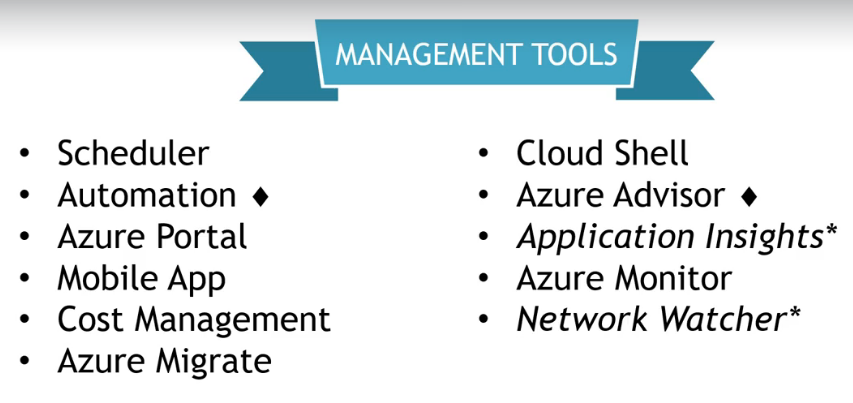 MANAGEMENT TOOLS
• Scheduler
• Automation ♦
• Azure Portal
• Mobile App
• Cost Management
• Azure Migrate
• Cloud Shell
• Azure Advisor ♦
• Application Insights*
• Azure Monitor
• Network Watcher*